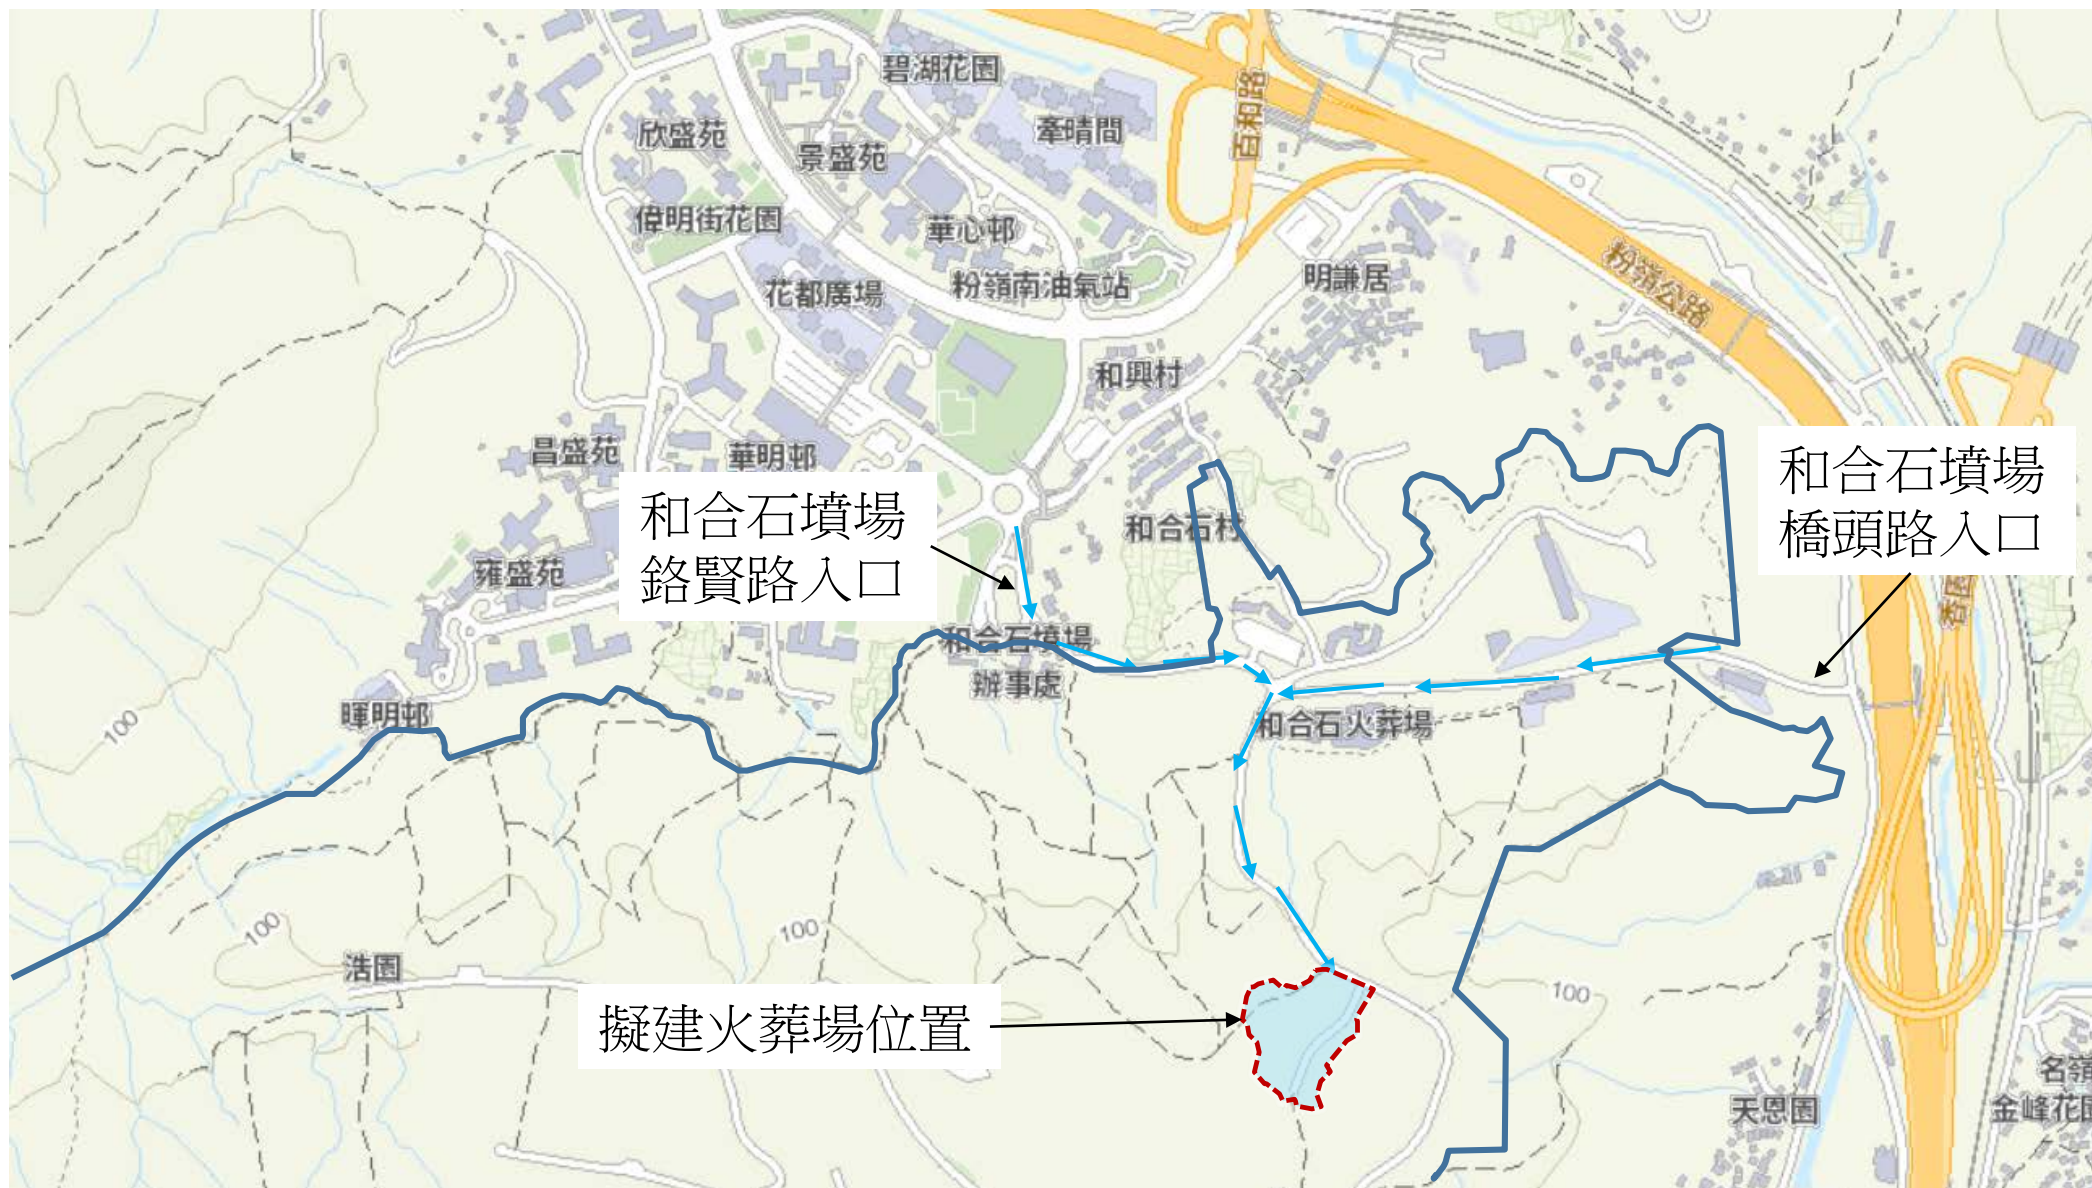 碧湖花園
牽晴間
欣盛苑
景盛苑
百和路
偉明街花園
華心邨
花都廣場
粉嶺南油氣站
明謙居
粉嶺公路
和興村
昌盛苑
華明邨
和合石墳場
鉻賢路入口
和合石村
和合石墳場
橋頭路入口
雍盛苑
和合石墳場
辦事處
暉明邨
100
和合石火葬場
100
100
浩園
100
擬建火葬場位置
天恩園
名嶺
金峰花